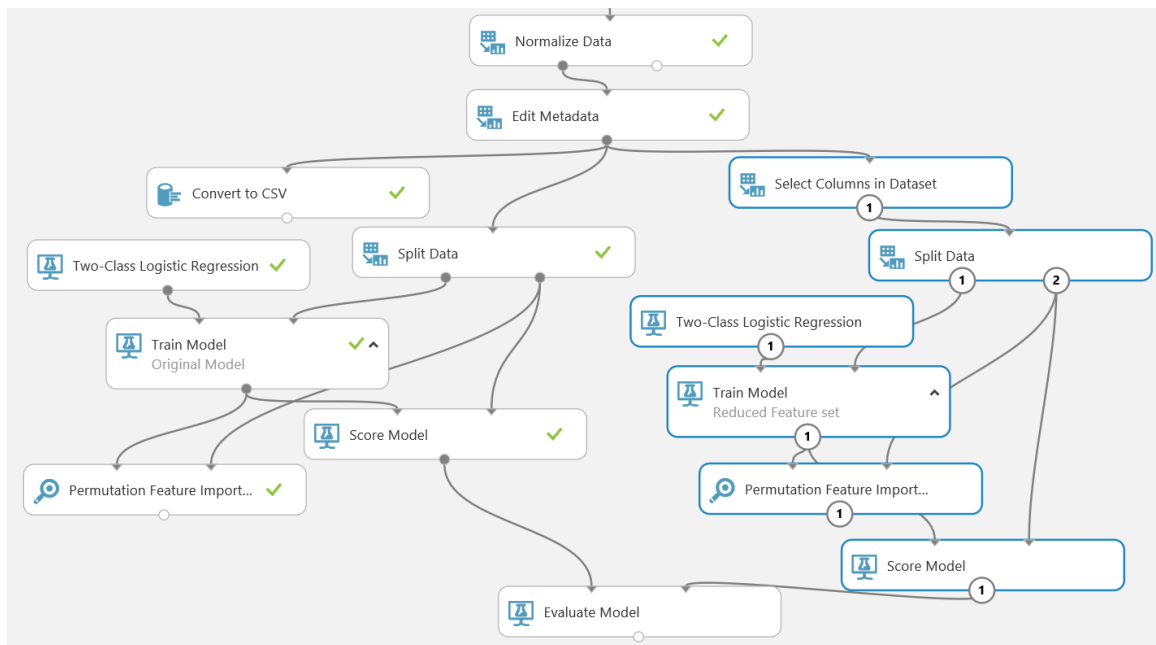 Normalize Data
Edit Metadata
Convert to CSV
Select Columns in Dataset
1
Two-Class Logistic Regression
Split Data
Split Data
1
2
Train Model
Original Model
Two-Class Logistic Regression
1
Train Model
Reduced Feature set
1
Score Model
Permutation Feature Import...
Permutation Feature Import...
1
Score Model
1
Evaluate Model